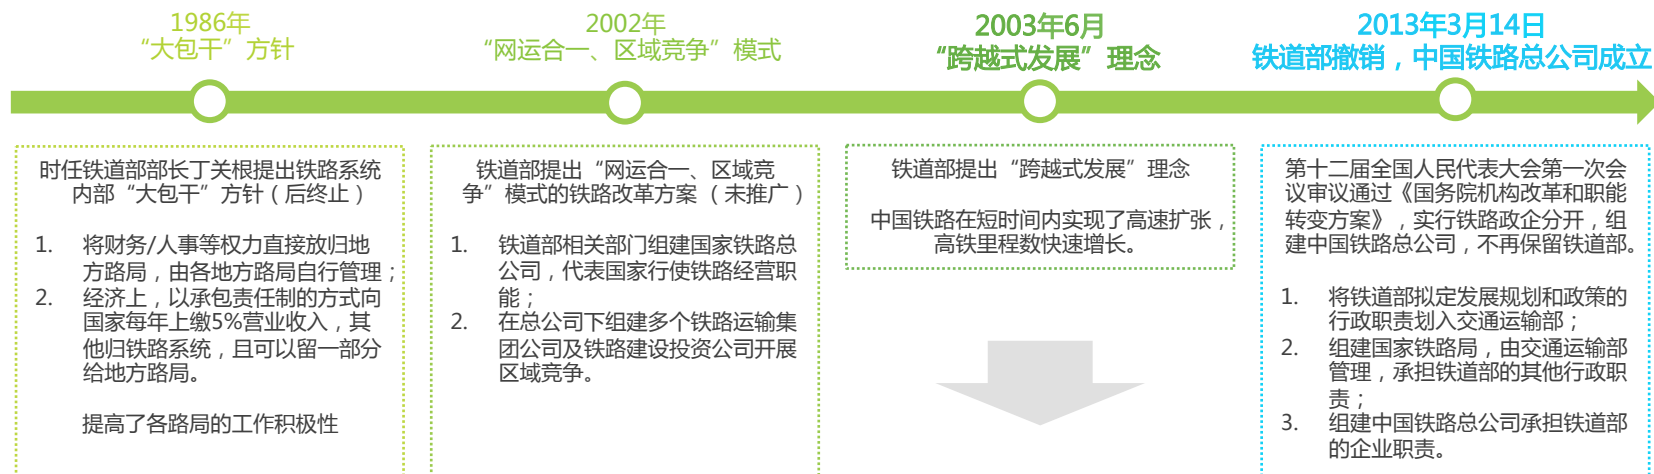 1986年
“大包干”方针
2002年
“网运合一、区域竞争”模式
2003年6月
“跨越式发展”理念
2013年3月14日
铁道部撤销，中国铁路总公司成立
时任铁道部部长丁关根提出铁路系统
内部“大包干”方针（后终止）
1. 将财务/人事等权力直接放归地
方路局，由各地方路局自行管理；
2. 经济上，以承包责任制的方式向
国家每年上缴5%营业收入，其
他归铁路系统，且可以留一部分
给地方路局。
提高了各路局的工作积极性
铁道部提出“网运合一、区域竞
争”模式的铁路改革方案（未推广）
1. 铁道部相关部门组建国家铁路总
公司，代表国家行使铁路经营职
能；
2. 在总公司下组建多个铁路运输集
团公司及铁路建设投资公司开展
区域竞争。
铁道部提出“跨越式发展”理念
中国铁路在短时间内实现了高速扩张，
高铁里程数快速增长。
第十二届全国人民代表大会第一次会
议审议通过《国务院机构改革和职能
转变方案》，实行铁路政企分开，组
建中国铁路总公司，不再保留铁道部。
1. 将铁道部拟定发展规划和政策的
行政职责划入交通运输部；
2. 组建国家铁路局，由交通运输部
管理，承担铁道部的其他行政职
责；
3. 组建中国铁路总公司承担铁道部
的企业职责。